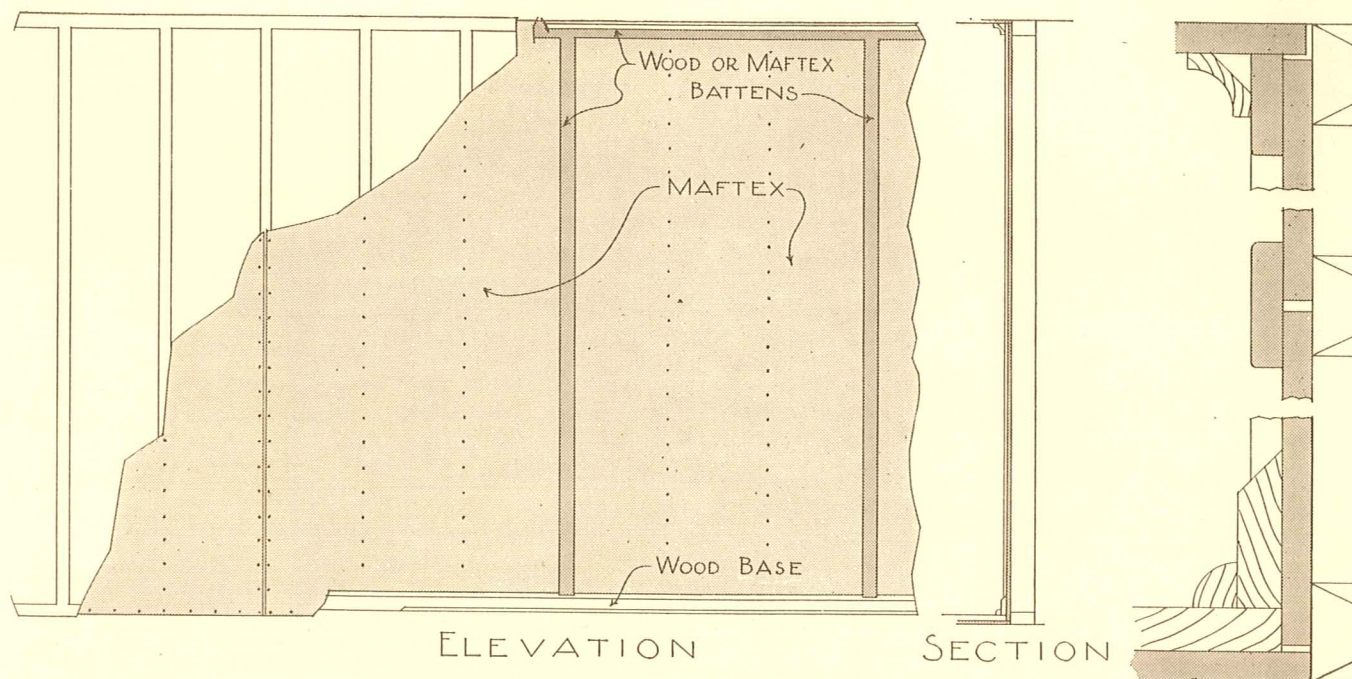 WOOD OR MAFTEX
BATTENS
MAFTEX
WOOD BASE
ELEVATION
SECTION